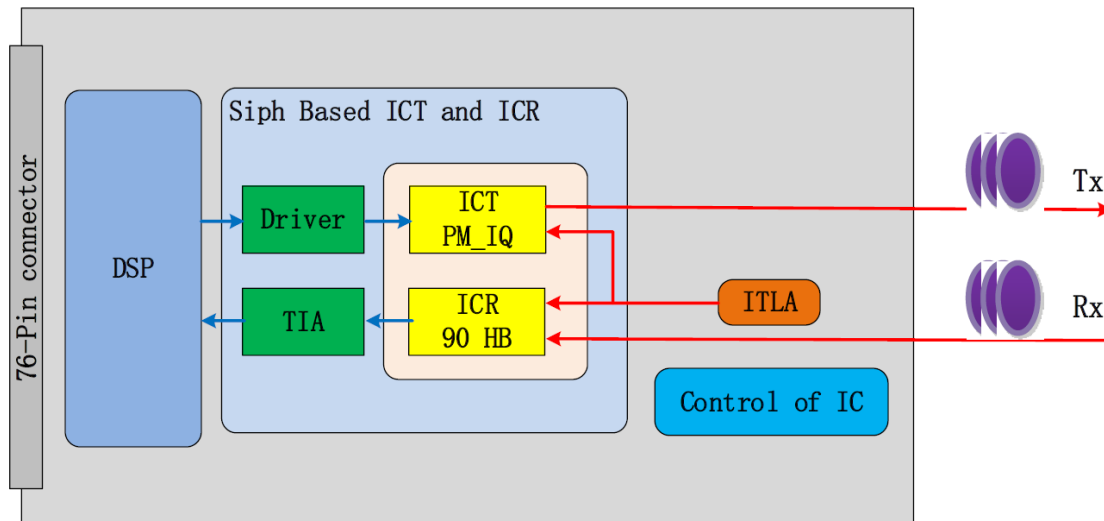 76-Pin connector
DSP
Siph Based ICT and ICR
Driver
ICT
PM_IQ
TIA
ICR
90 HB
ITLA
Control of IC
Tx
Rx